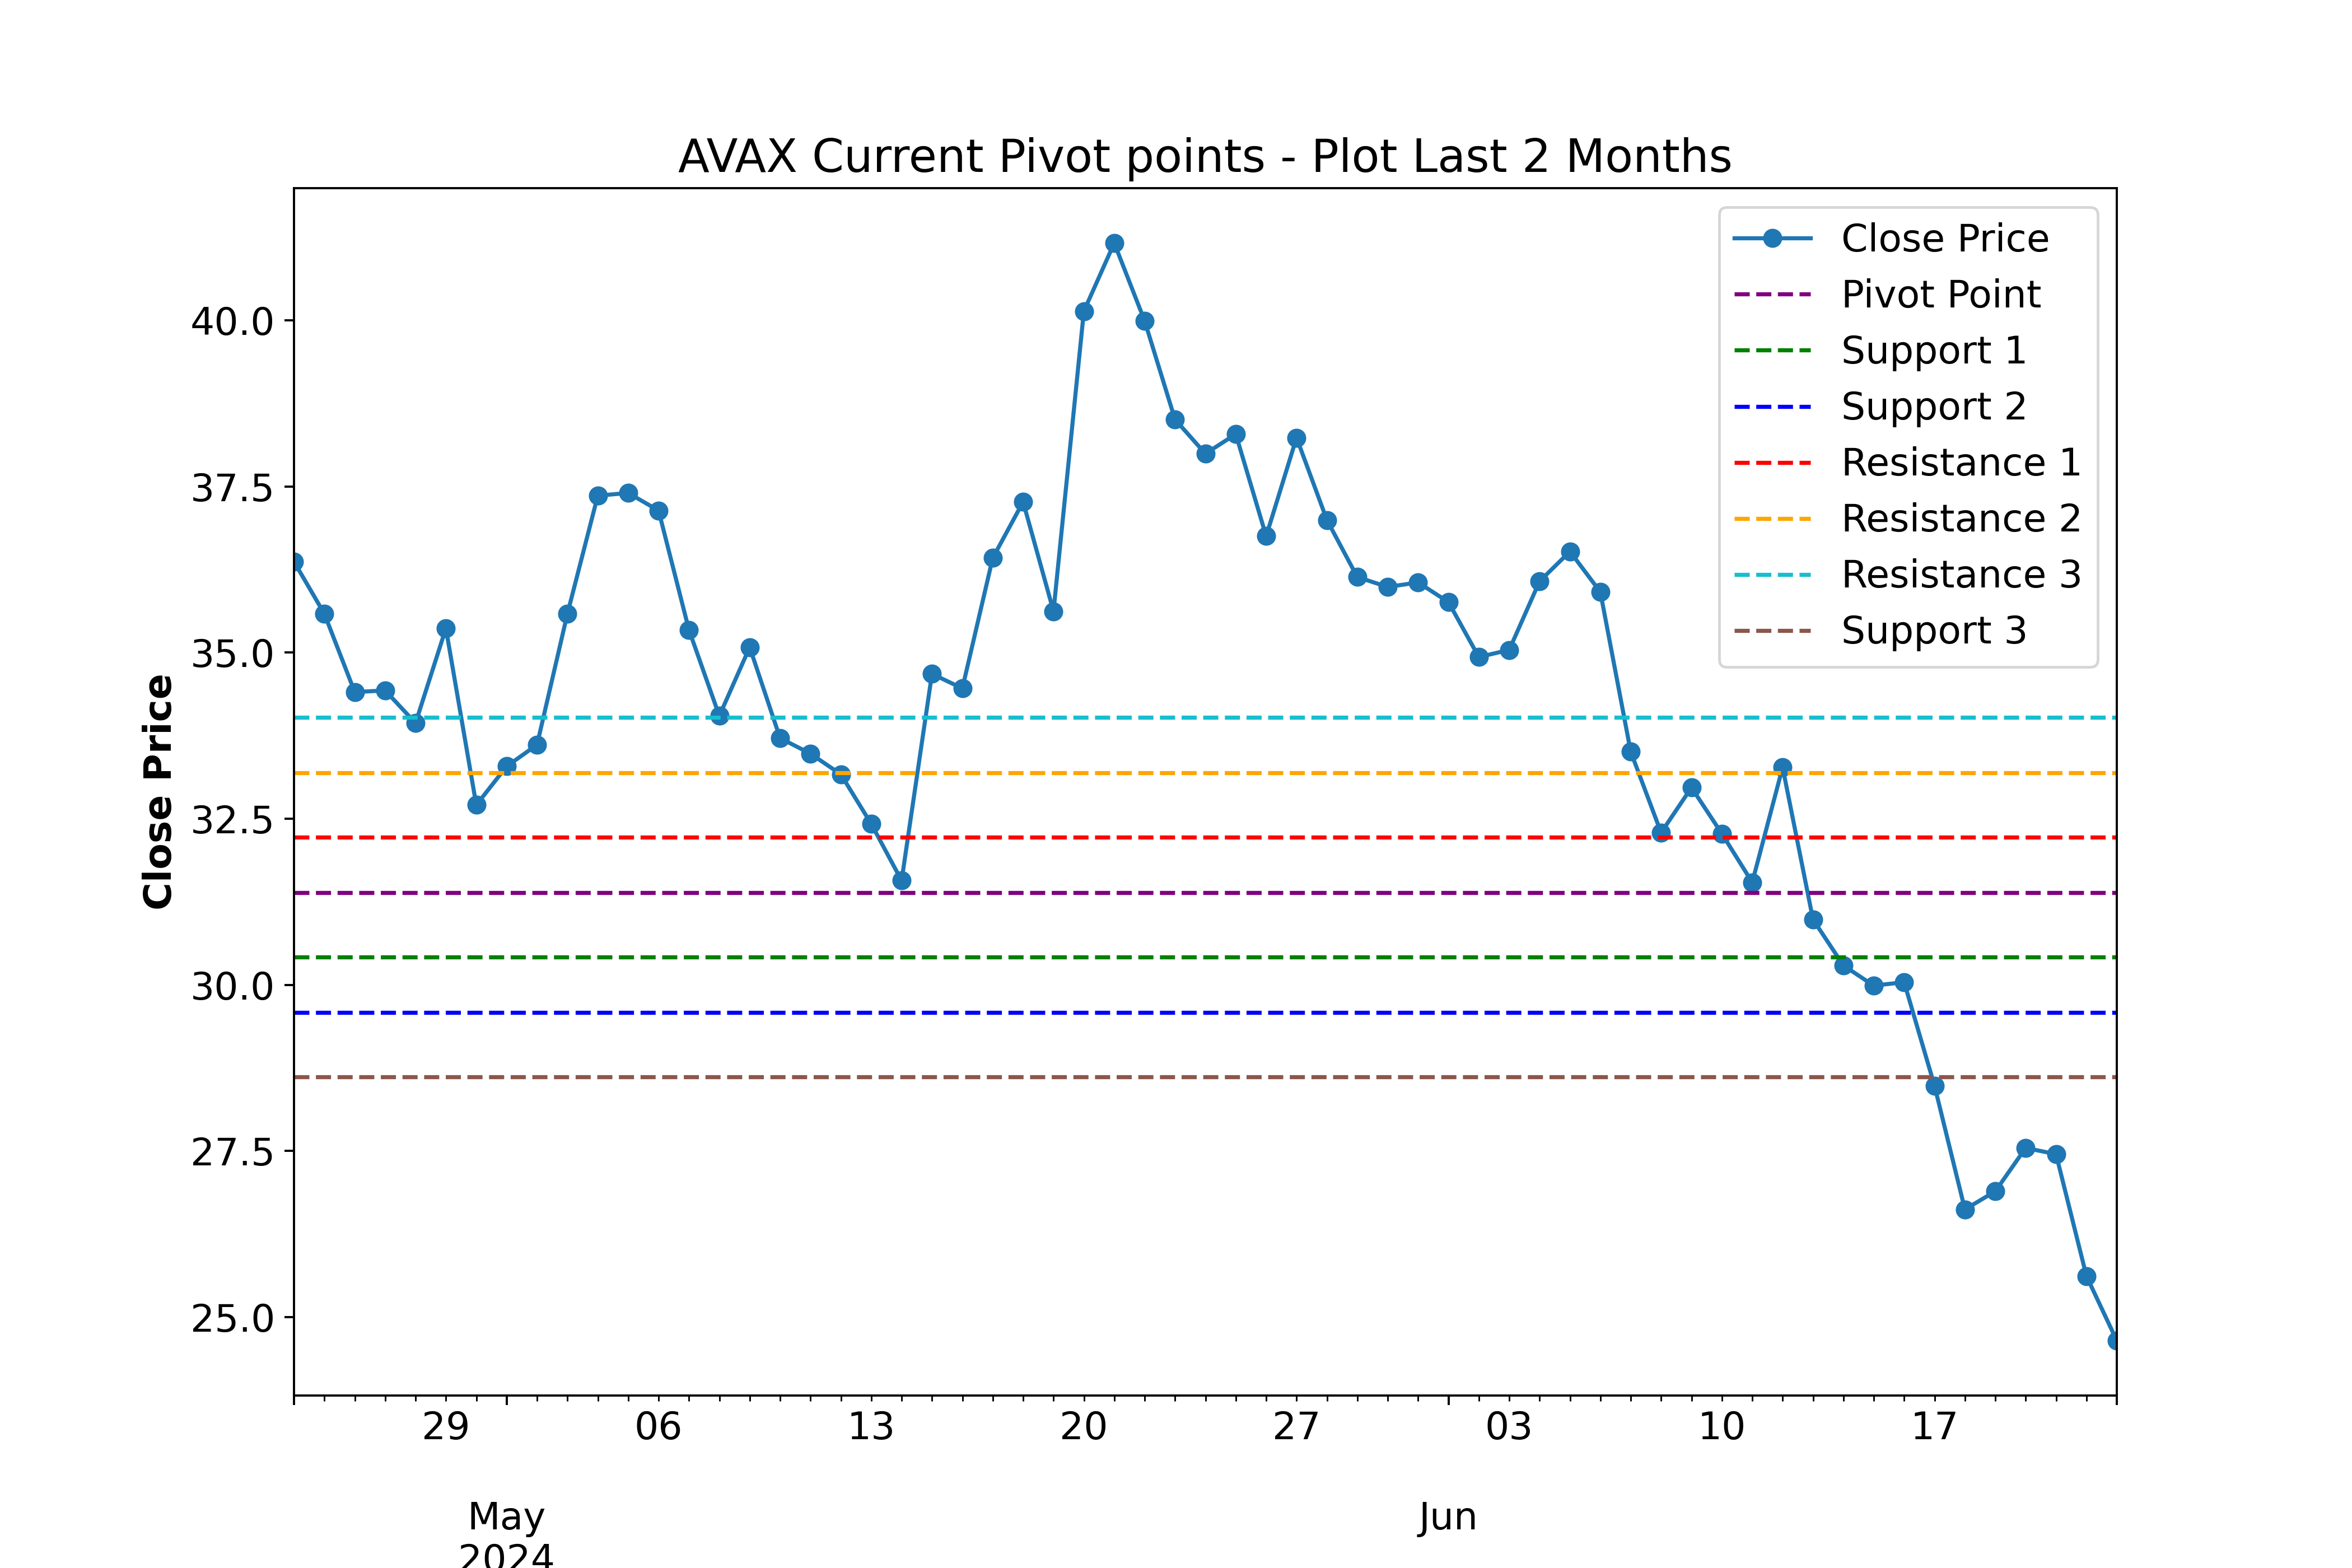 AVAX Current Pivot points - Plot Last 2 Months
Close Price
40.0
37.5
35.0
32.5
30.0
27.5
25.0
Close Price
Pivot Point
Support 1
Support 2
Resistance 1
Resistance 2
Resistance 3
Support 3
29 06 13 20 27 03 10 17
May Jun
2024